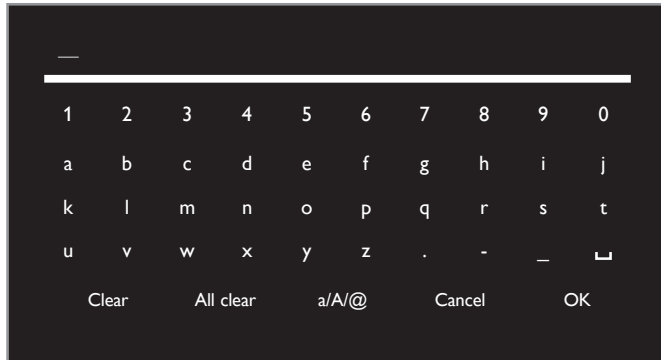 _
1 2 3 4 5 6 7 8 9 0
a b c d e f g h i j
k l m n o p q r s t
u v w x y z . - _ ␣
Clear All clear a/A/@ Cancel OK